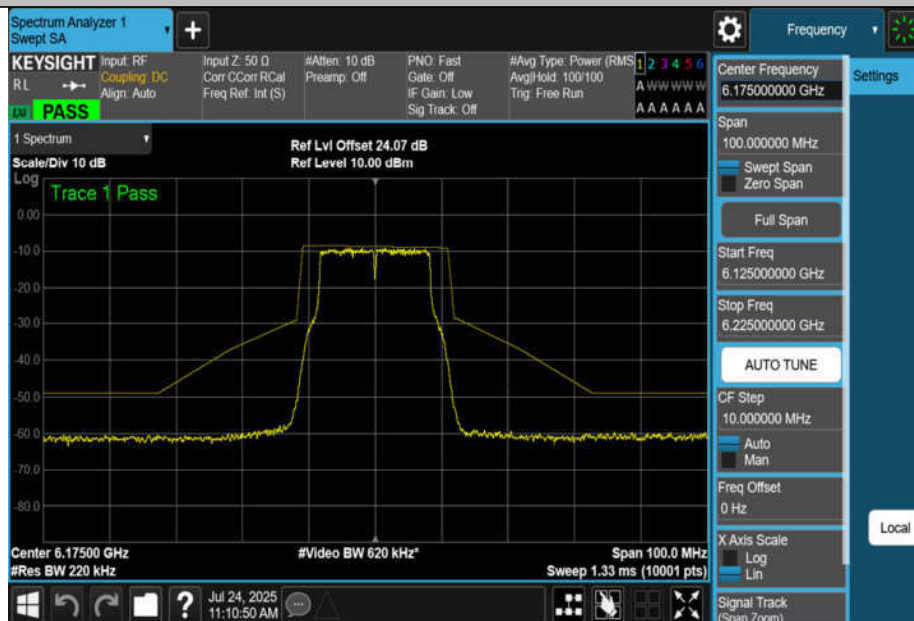 Spectrum Analyzer 1
Swept SA
Frequency
KEYSIGHT
RL
PASS
Input: RF
Coupling: DC
Align: Auto
Input Z: 50 Ω
Corr CCorr RCal
Freq Ref: Int (S)
#Atten: 10 dB
Preamp: Off
PNO: Fast
Gate: Off
IF Gain: Low
Sig Track: Off
#Avg Type: Power (RMS
Avg|Hold: 100/100
Trig: Free Run
1 2 3 4 5 6
A W W W W W
A A A A A A
1 Spectrum
Scale/Div 10 dB
Ref Lvl Offset 24.07 dB
Ref Level 10.00 dBm
Log
Trace 1 Pass
0.00
-10.0
-20.0
-30.0
-40.0
-50.0
-60.0
-70.0
-80.0
Center 6.17500 GHz
#Res BW 220 kHz
#Video BW 620 kHz*
Span 100.0 MHz
Sweep 1.33 ms (10001 pts)
Jul 24, 2025
11:10:50 AM
Center Frequency
6.175000000 GHz
Span
100.000000 MHz
Swept Span
Zero Span
Full Span
Start Freq
6.125000000 GHz
Stop Freq
6.225000000 GHz
AUTO TUNE
CF Step
10.000000 MHz
Auto
Man
Freq Offset
0 Hz
X Axis Scale
Log
Lin
Signal Track
(Span Zoom)
Settings
Local